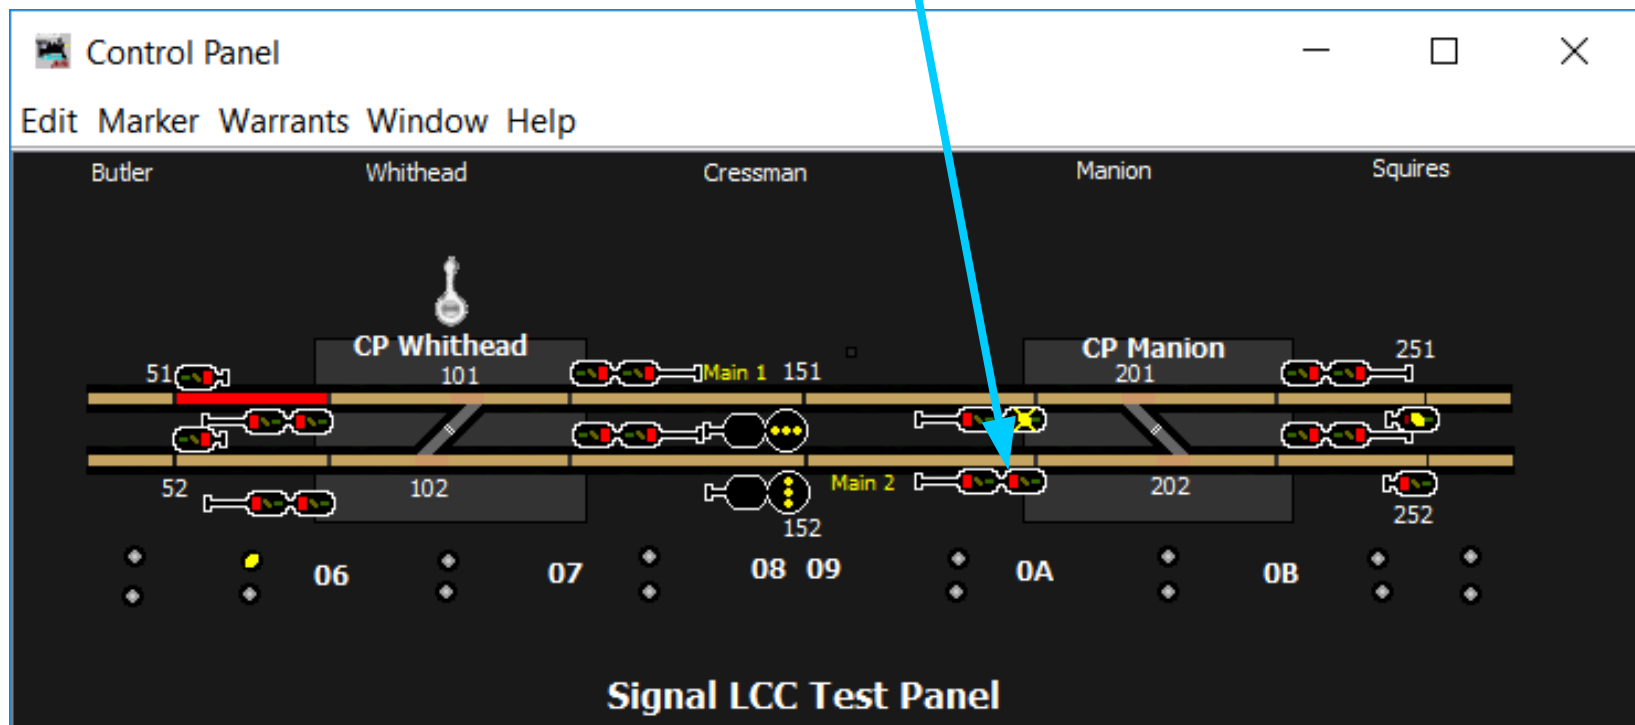 Control Panel
Edit Marker Warrants Window Help
Butler Whithead Cressman Manion Squires
CP Whithead CP Manion 251
51 101 Main 1 151 201
52 102 Main 2 202
152 252
06 07 08 09 0A 0B
Signal LCC Test Panel